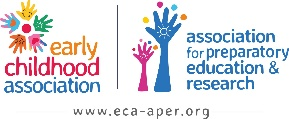 early
childhood
association
association
for preparatory
education &
research
www.eca-aper.org